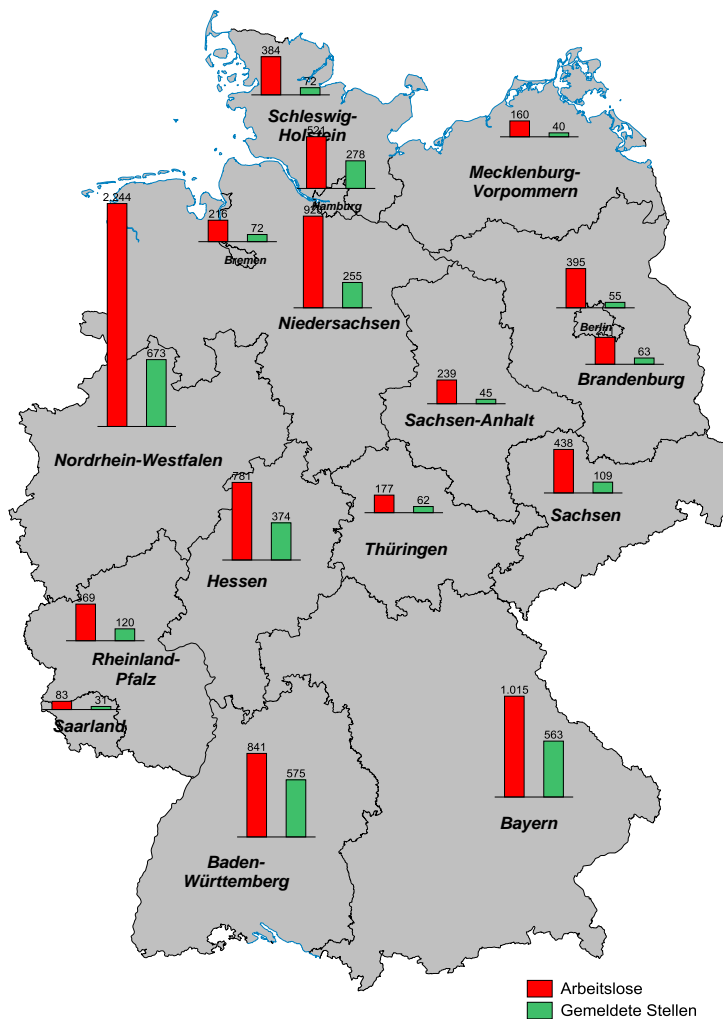 384
72
Schleswig-
Holstein
521
278
Hamburg
160
40
Mecklenburg-
Vorpommern
2.244
673
Nordrhein-Westfalen
216
72
Bremen
255
Niedersachsen
395
55
Berlin
63
Brandenburg
239
45
Sachsen-Anhalt
438
109
Sachsen
781
374
Hessen
177
62
Thüringen
369
120
Rheinland-
Pfalz
83
31
Saarland
841
575
Baden-
Württemberg
1.015
563
Bayern
Arbeitslose
Gemeldete Stellen